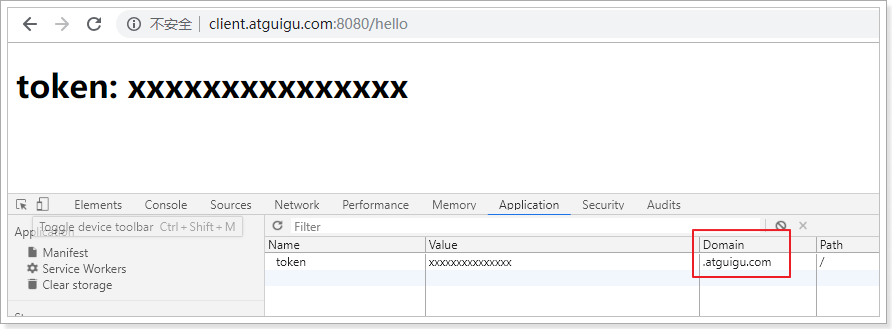 不安全 client.atguigu.com:8080/hello
token: xxxxxxxxxxxxxxx
Elements Console Sources Network Performance Memory Application Security Audits
Application
Toggle device toolbar Ctrl + Shift + M
Manifest
Service Workers
Clear storage
Filter
Name Value Domain Path
token xxxxxxxxxxxxxxx .atguigu.com /